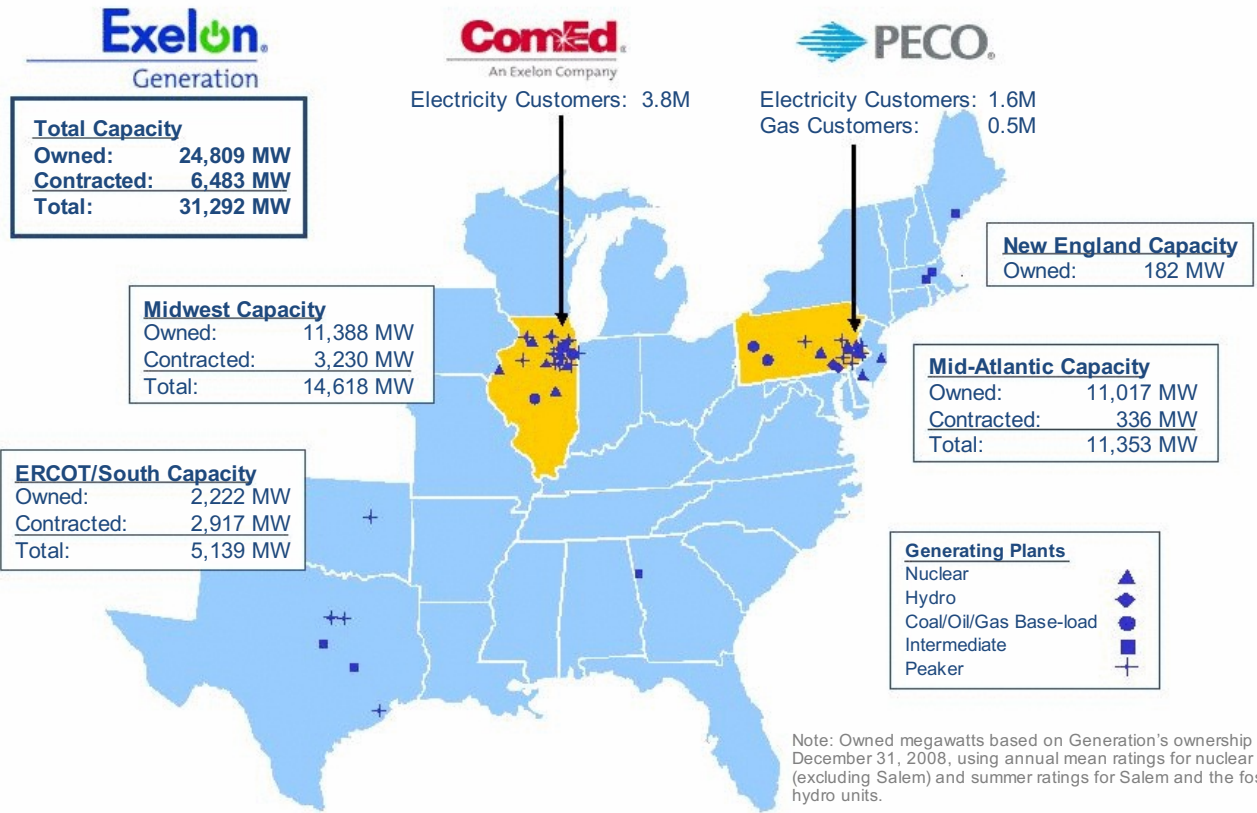 Exelon®
Generation
ComEd®
An Exelon Company
PECO®
Electricity Customers: 3.8M
Electricity Customers: 1.6M
Gas Customers: 0.5M
Total Capacity
Owned: 24,809 MW
Contracted: 6,483 MW
Total: 31,292 MW
New England Capacity
Owned: 182 MW
Midwest Capacity
Owned: 11,388 MW
Contracted: 3,230 MW
Total: 14,618 MW
Mid-Atlantic Capacity
Owned: 11,017 MW
Contracted: 336 MW
Total: 11,353 MW
ERCOT/South Capacity
Owned: 2,222 MW
Contracted: 2,917 MW
Total: 5,139 MW
Generating Plants
Nuclear
Hydro
Coal/Oil/Gas Base-load
Intermediate
Peaker
Note: Owned megawatts based on Generation's ownership
December 31, 2008, using annual mean ratings for nuclear
(excluding Salem) and summer ratings for Salem and the
hydro units.